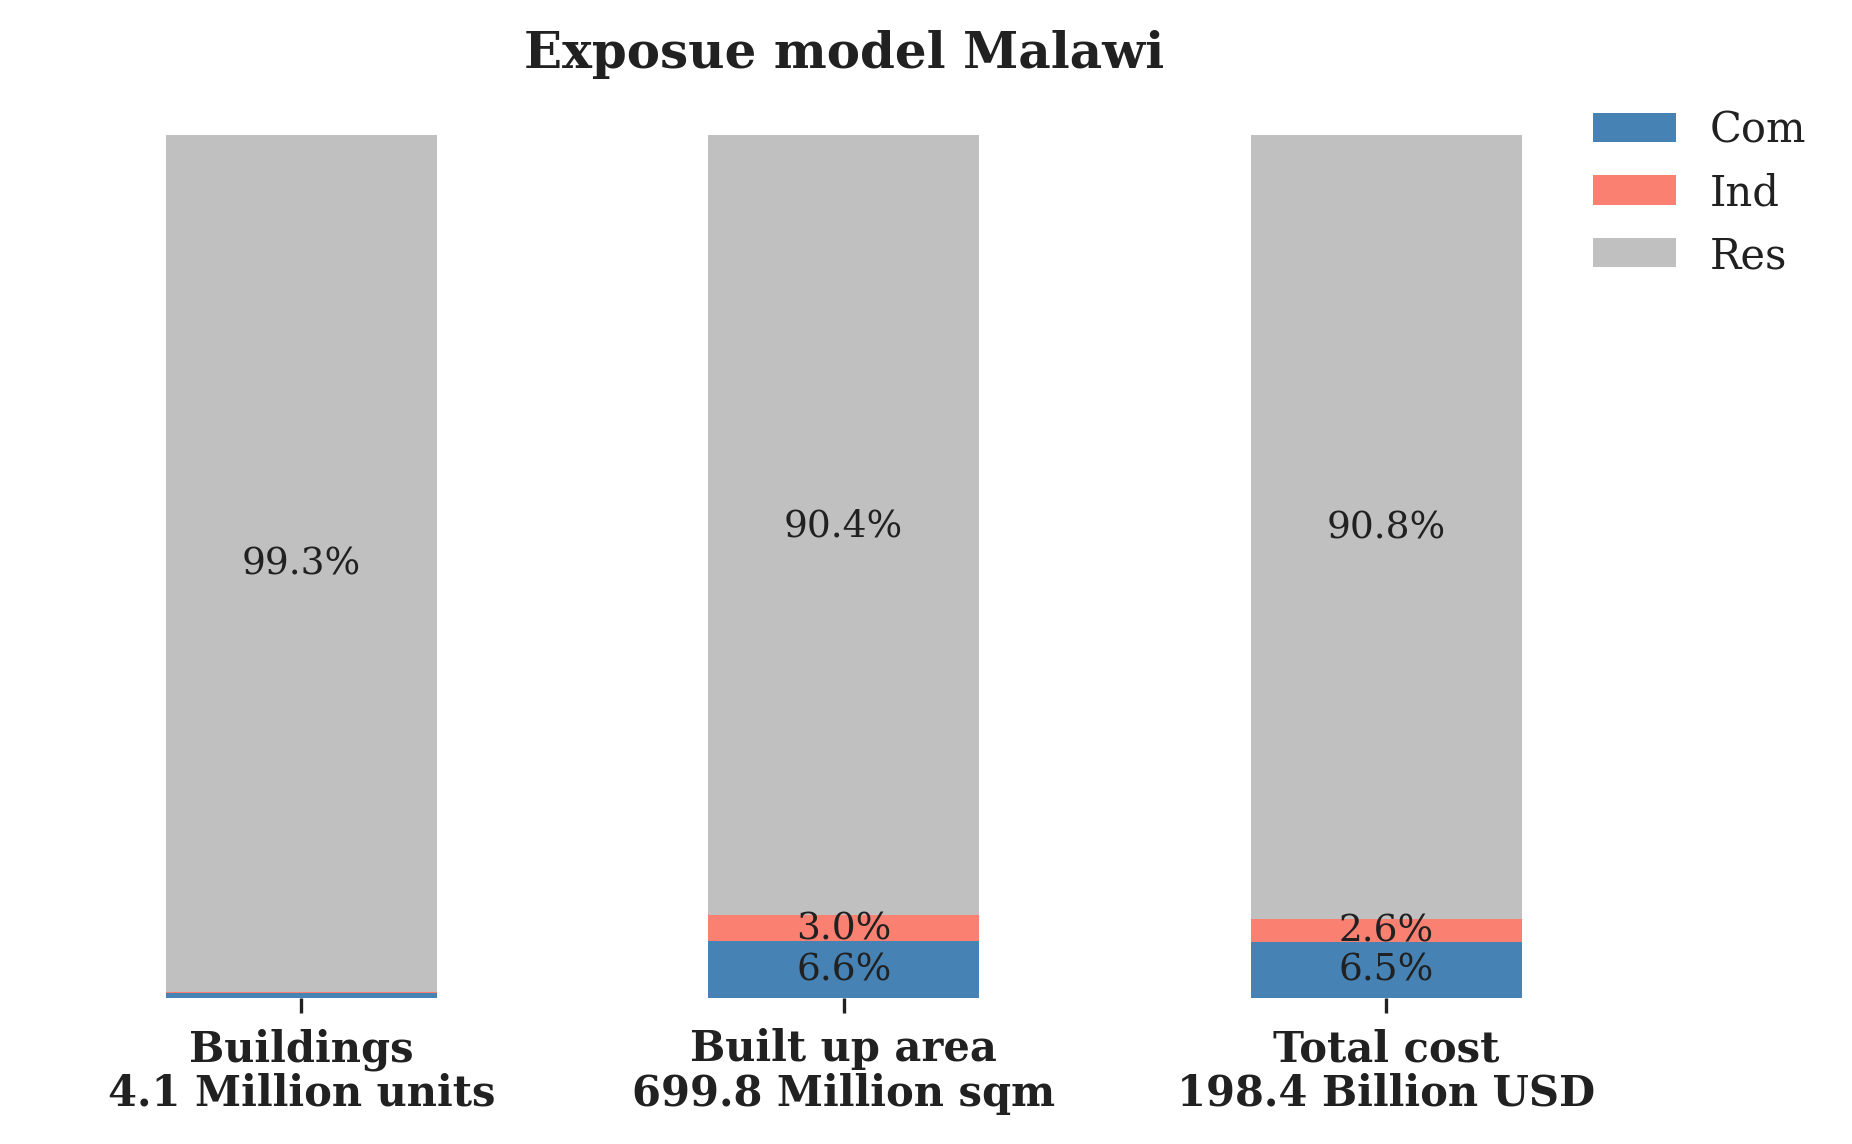 Exposue model Malawi
Com
Ind
Res
99.3%
90.4%
90.8%
3.0%
2.6%
6.6%
6.5%
Buildings
4.1 Million units
Built up area
699.8 Million sqm
Total cost
198.4 Billion USD